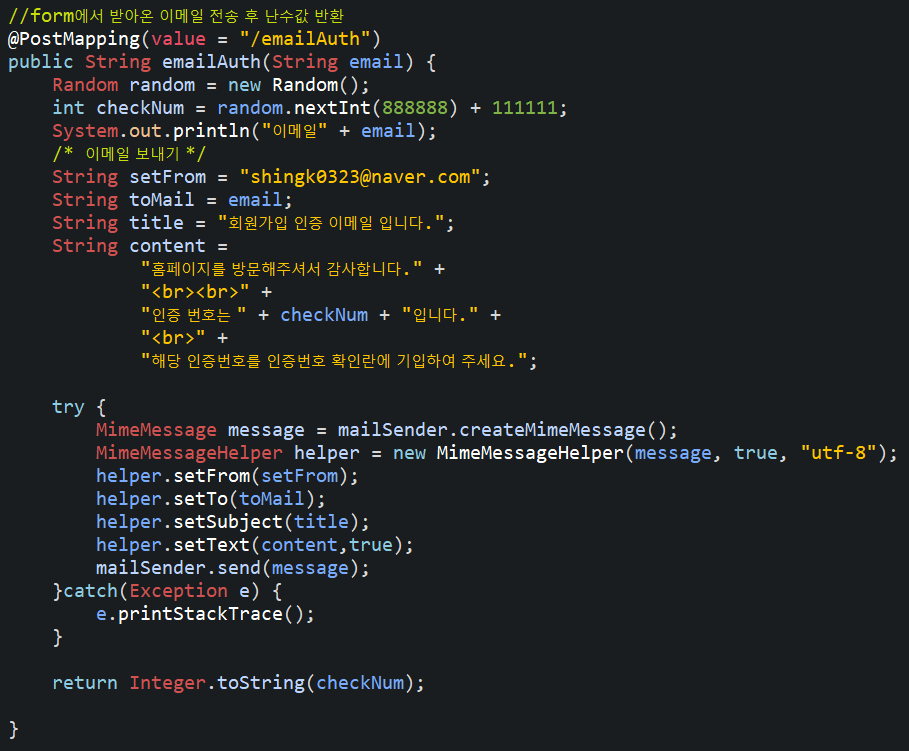 //form에서 받아온 이메일 전송 후 난수값 반환
@PostMapping(value = "/emailAuth")
public String emailAuth(String email) {
    Random random = new Random();
    int checkNum = random.nextInt(888888) + 111111;
    System.out.println("이메일" + email);
    /* 이메일 보내기 */
    String setFrom = "shingk0323@naver.com";
    String toMail = email;
    String title = "회원가입 인증 이메일 입니다.";
    String content =
            "홈페이지를 방문해주셔서 감사합니다." +
            "<br><br>" +
            "인증 번호는 " + checkNum + "입니다." +
            "<br>" +
            "해당 인증번호를 인증번호 확인란에 기입하여 주세요.";
    try {
        MimeMessage message = mailSender.createMimeMessage();
        MimeMessageHelper helper = new MimeMessageHelper(message, true, "utf-8");
        helper.setFrom(setFrom);
        helper.setTo(toMail);
        helper.setSubject(title);
        helper.setText(content,true);
        mailSender.send(message);
    }catch(Exception e) {
        e.printStackTrace();
    }
    return Integer.toString(checkNum);
}